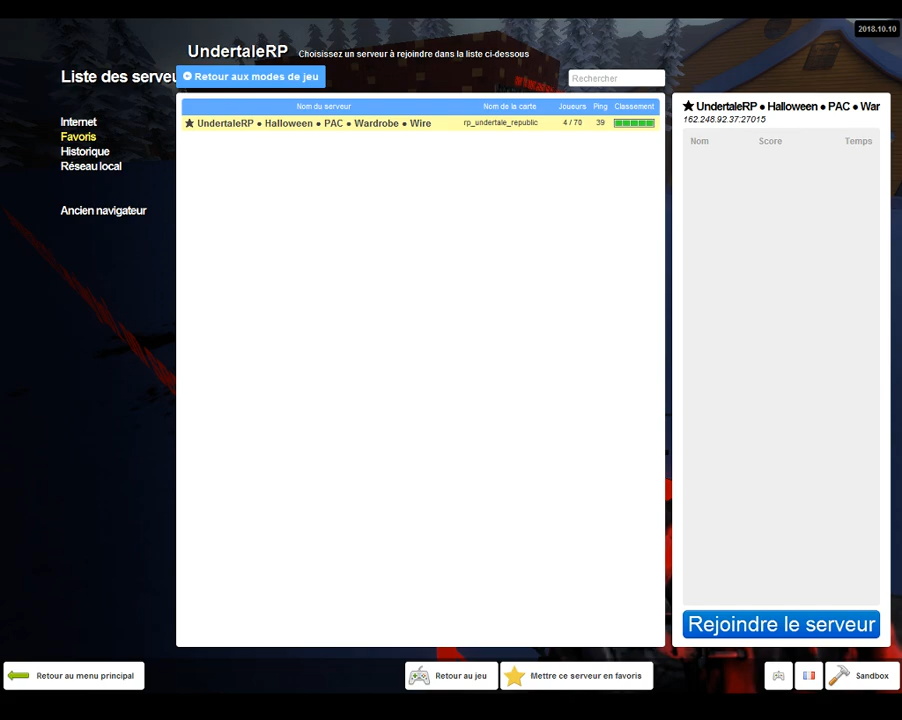 2018.10.10
UndertaleRP Choisissez un serveur à rejoindre dans la liste ci-dessous
Liste des serveu
Retour aux modes de jeu
Rechercher
Internet
Favoris
Historique
Réseau local
Ancien navigateur
Nom du serveur Nom de la carte Joueurs Ping Classement
★ UndertaleRP ● Halloween ● PAC ● Wardrobe ● Wire rp_undertale_republic 4 / 70 39
★ UndertaleRP ● Halloween ● PAC ● War
162.248.92.37:27015
Nom Score Temps
Rejoindre le serveur
Retour au menu principal
Retour au jeu
Mettre ce serveur en favoris
Sandbox